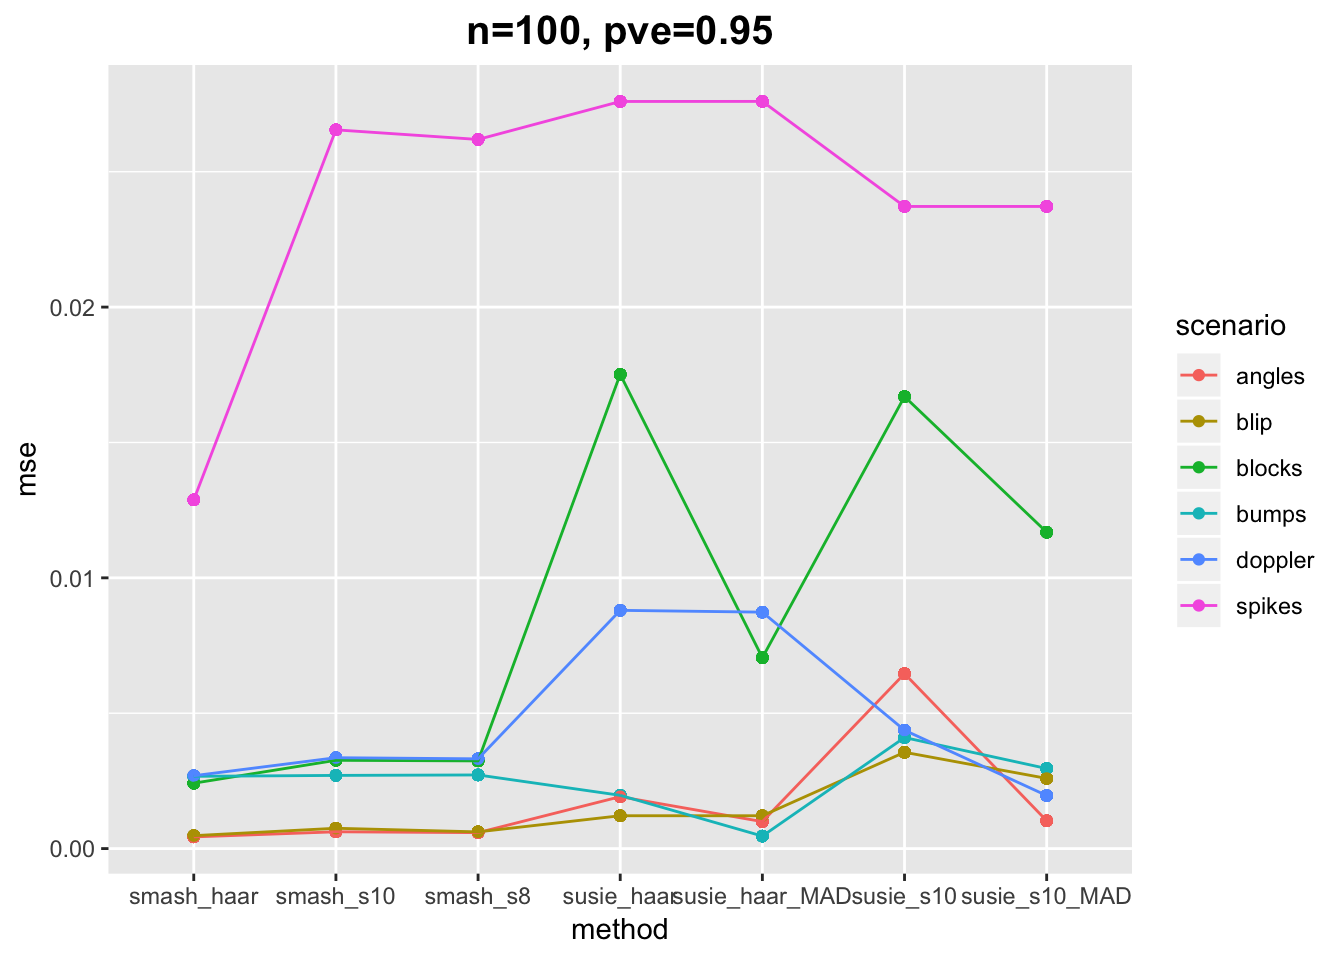 n=100, pve=0.95
mse
0.02
0.01
0.00
smash_haar
smash_s10
smash_s8
susie_haar
susie_haar_MAD
susie_s10
susie_s10_MAD
method
scenario
angles
blip
blocks
bumps
doppler
spikes